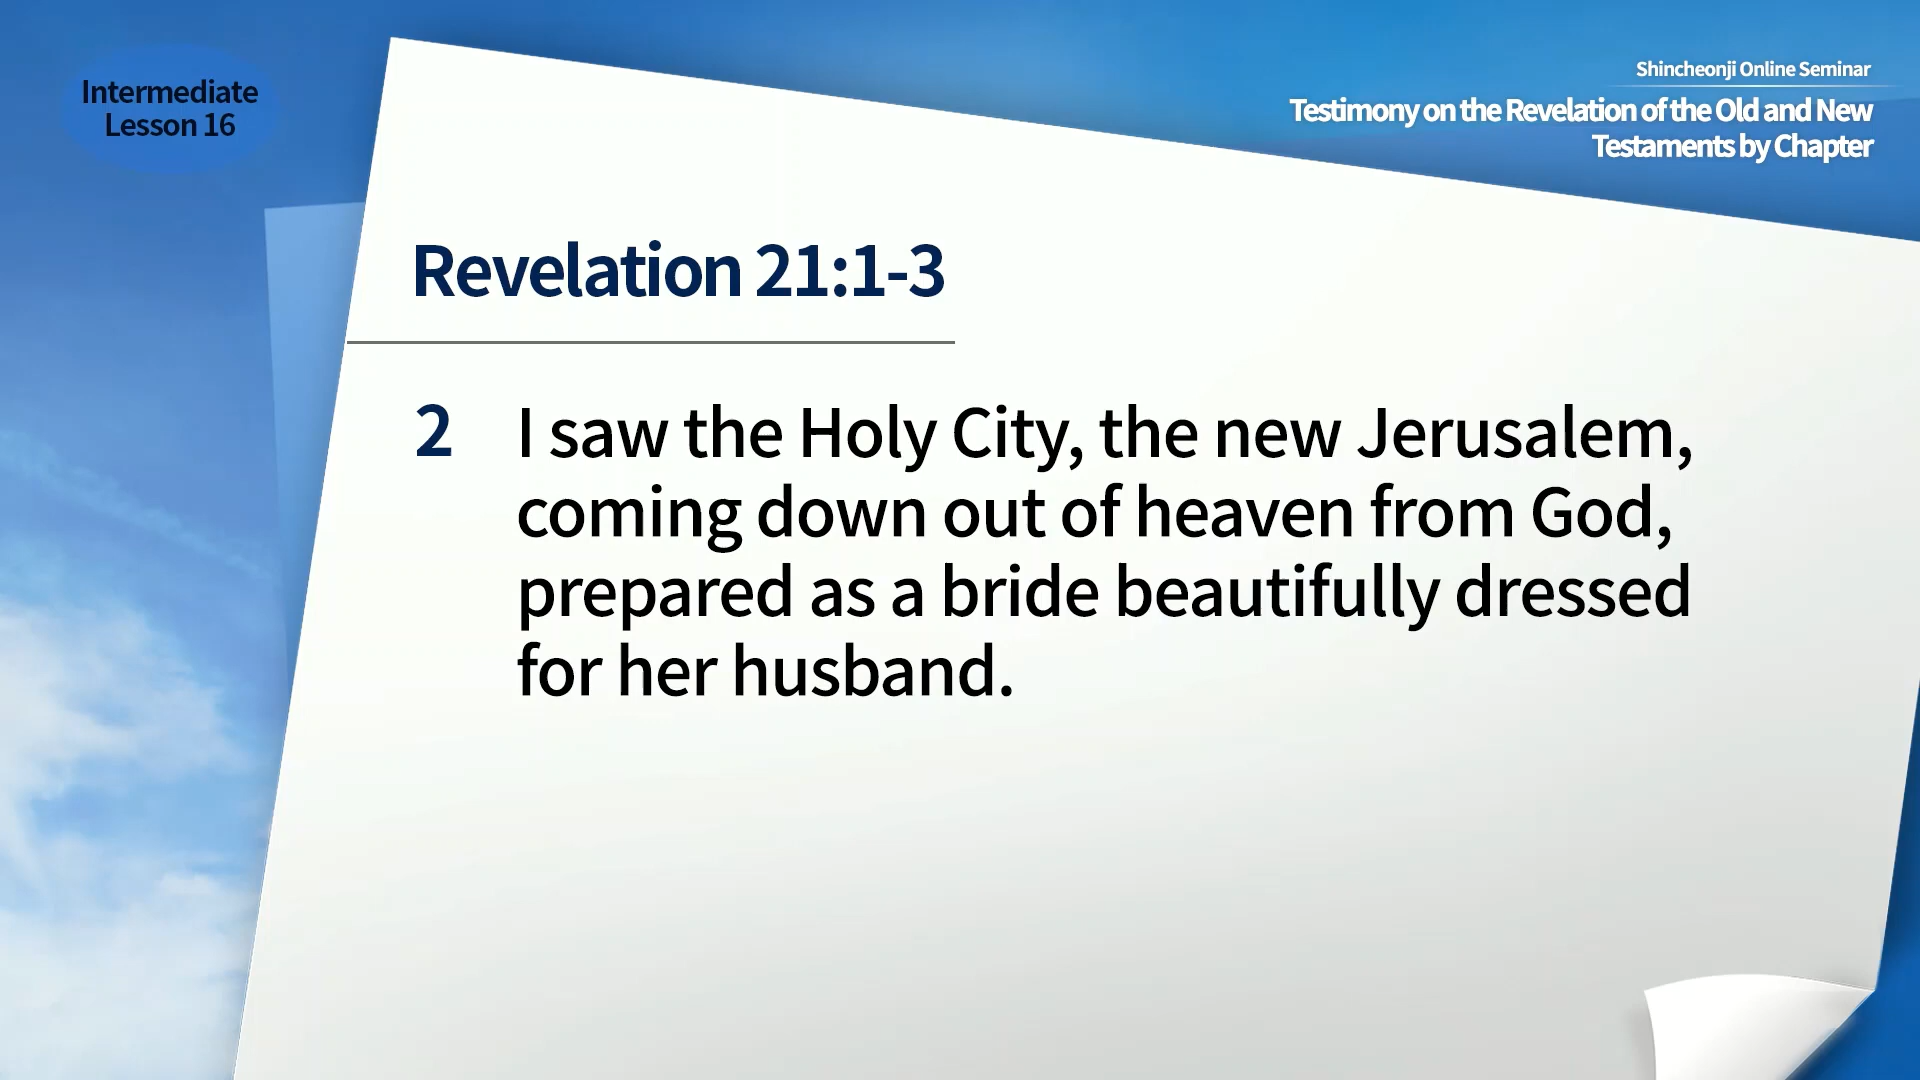 Intermediate
Lesson 16
Shincheonji Online Seminar
Testimony on the Revelation of the Old and New
Testaments by Chapter
Revelation 21:1-3
2 I saw the Holy City, the new Jerusalem,
coming down out of heaven from God,
prepared as a bride beautifully dressed
for her husband.